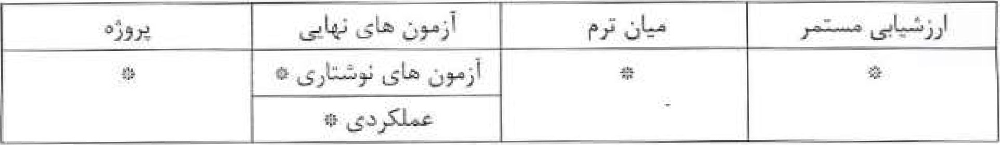 ارزشیابی مستمر میان ترم آزمون های نهایی پروژه
* * آزمون های نوشتاری * *
عملکردی *